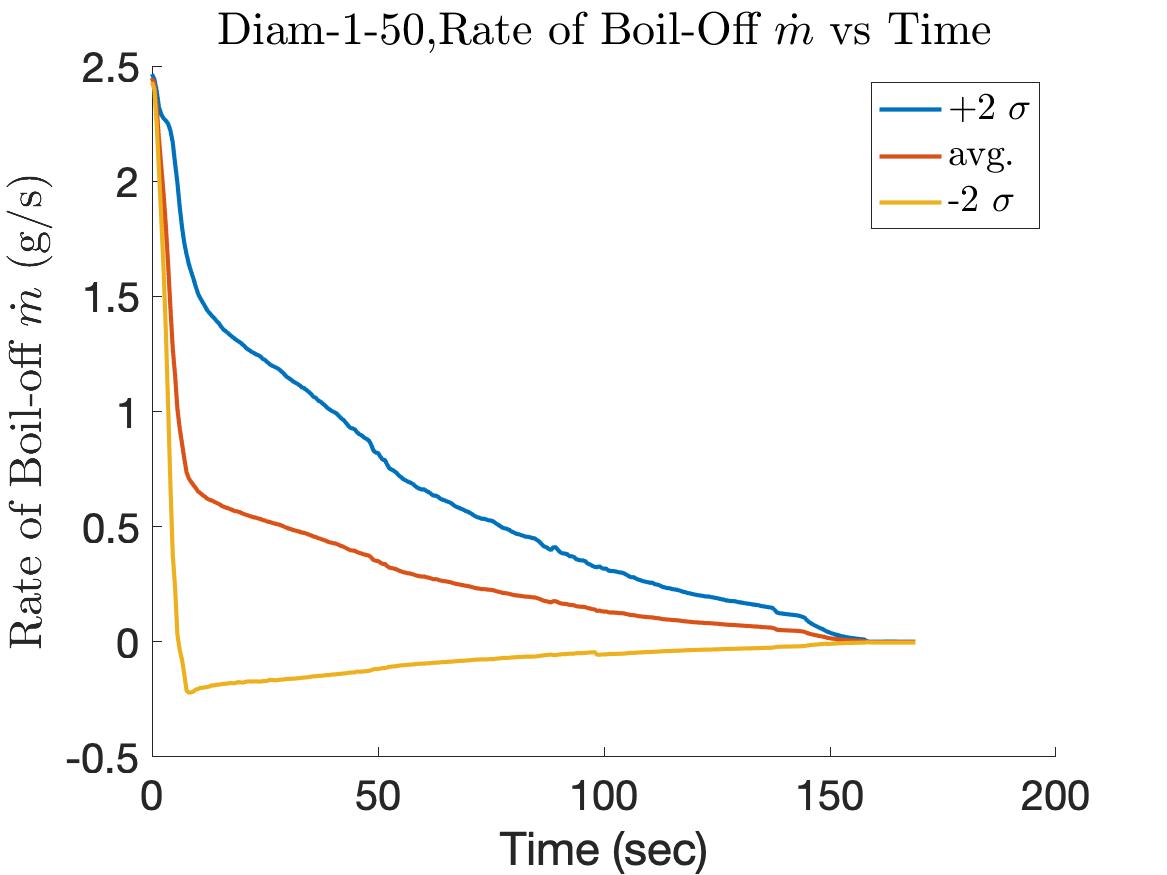 Diam-1-50,Rate of Boil-Off ṁ vs Time
2.5
2
1.5
1
0.5
0
-0.5
Rate of Boil-off ṁ (g/s)
+2 σ
avg.
-2 σ
0 50 100 150 200
Time (sec)